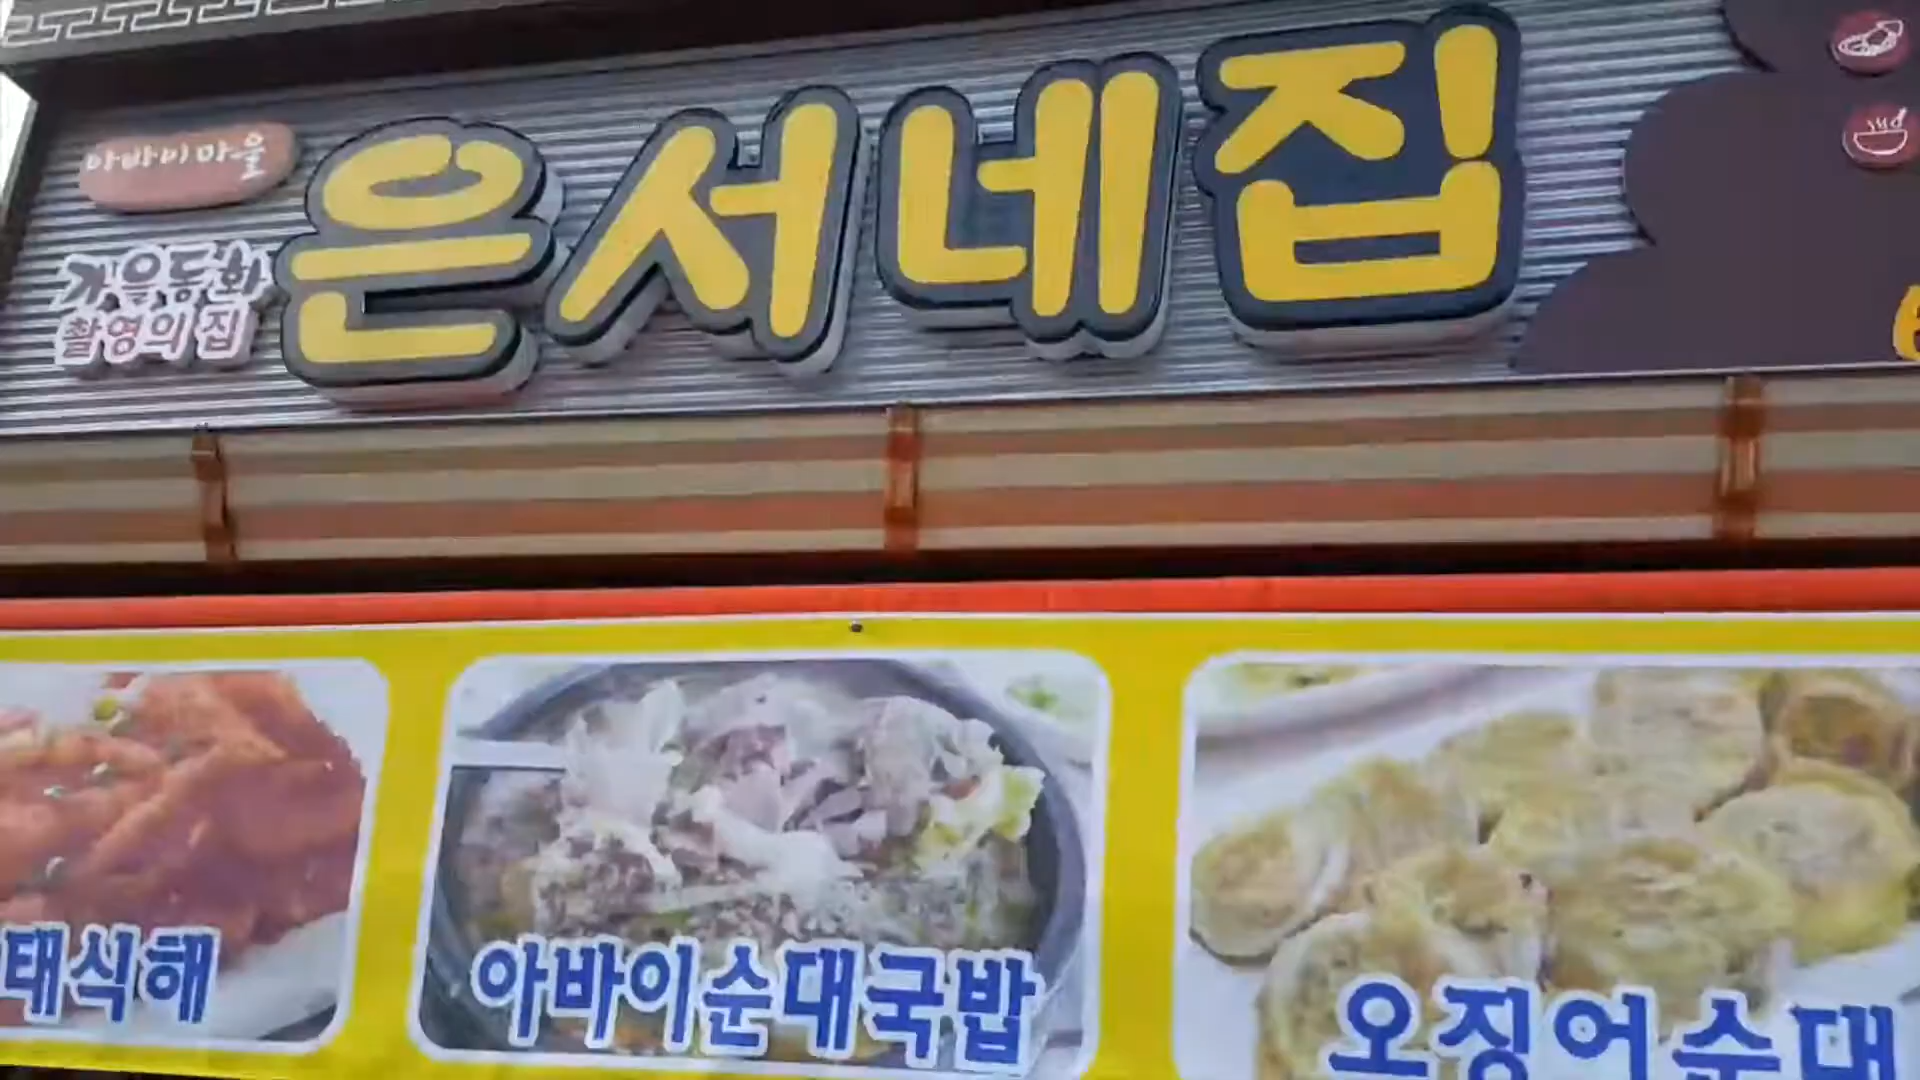 아바이마을
가을동화
촬영의 집
은서네집
태식해
아바이순대국밥
오징어순대